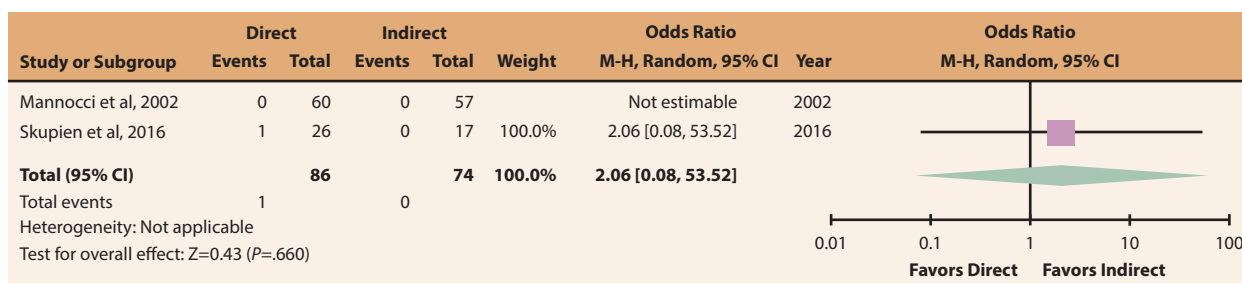 Direct Indirect Odds Ratio Odds Ratio
Study or Subgroup Events Total Events Total Weight M-H, Random, 95% CI Year M-H, Random, 95% CI
Mannocci et al, 2002 0 60 0 57 Not estimable 2002
Skupien et al, 2016 1 26 0 17 100.0% 2.06 [0.08, 53.52] 2016
Total (95% CI) 86 74 100.0% 2.06 [0.08, 53.52]
Total events 1 0
Heterogeneity: Not applicable
Test for overall effect: Z=0.43 (P=.660)
0.01 0.1 1 10 100
Favors Direct Favors Indirect